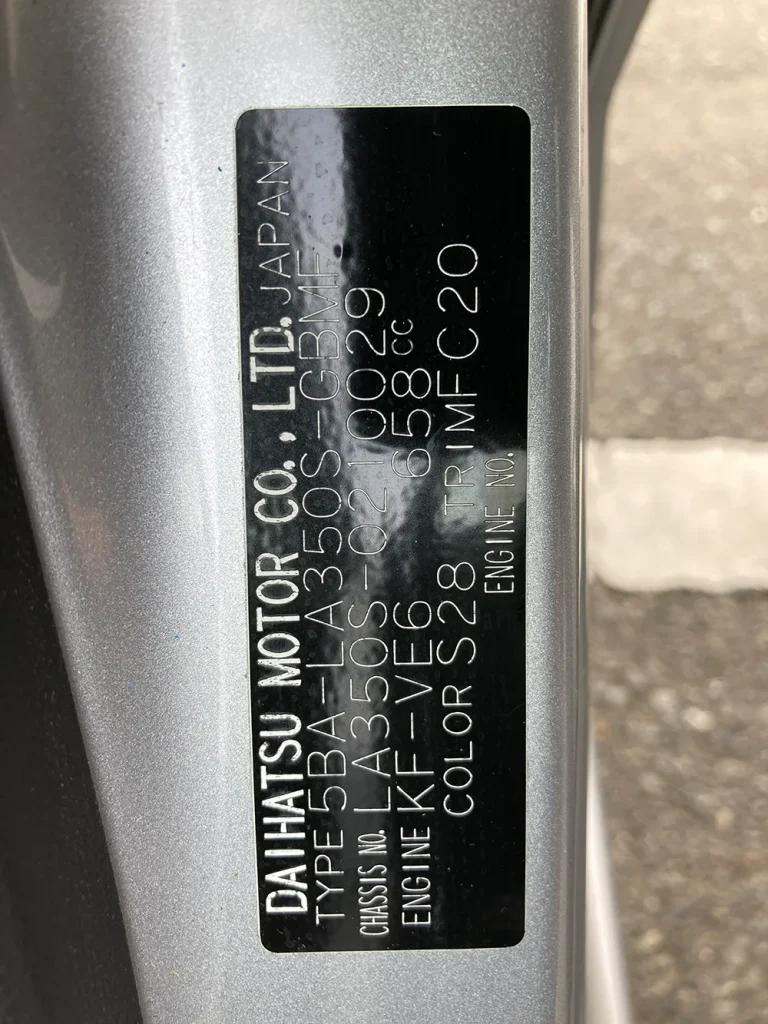 DAIHATSU MOTOR CO., LTD. JAPAN
TYPE 5BA-LA350S-GBMF
CHASSIS NO. LA350S-0210029
ENGINE KF-VE6 658CC
COLOR S28 TRIM FC20
ENGINE NO.